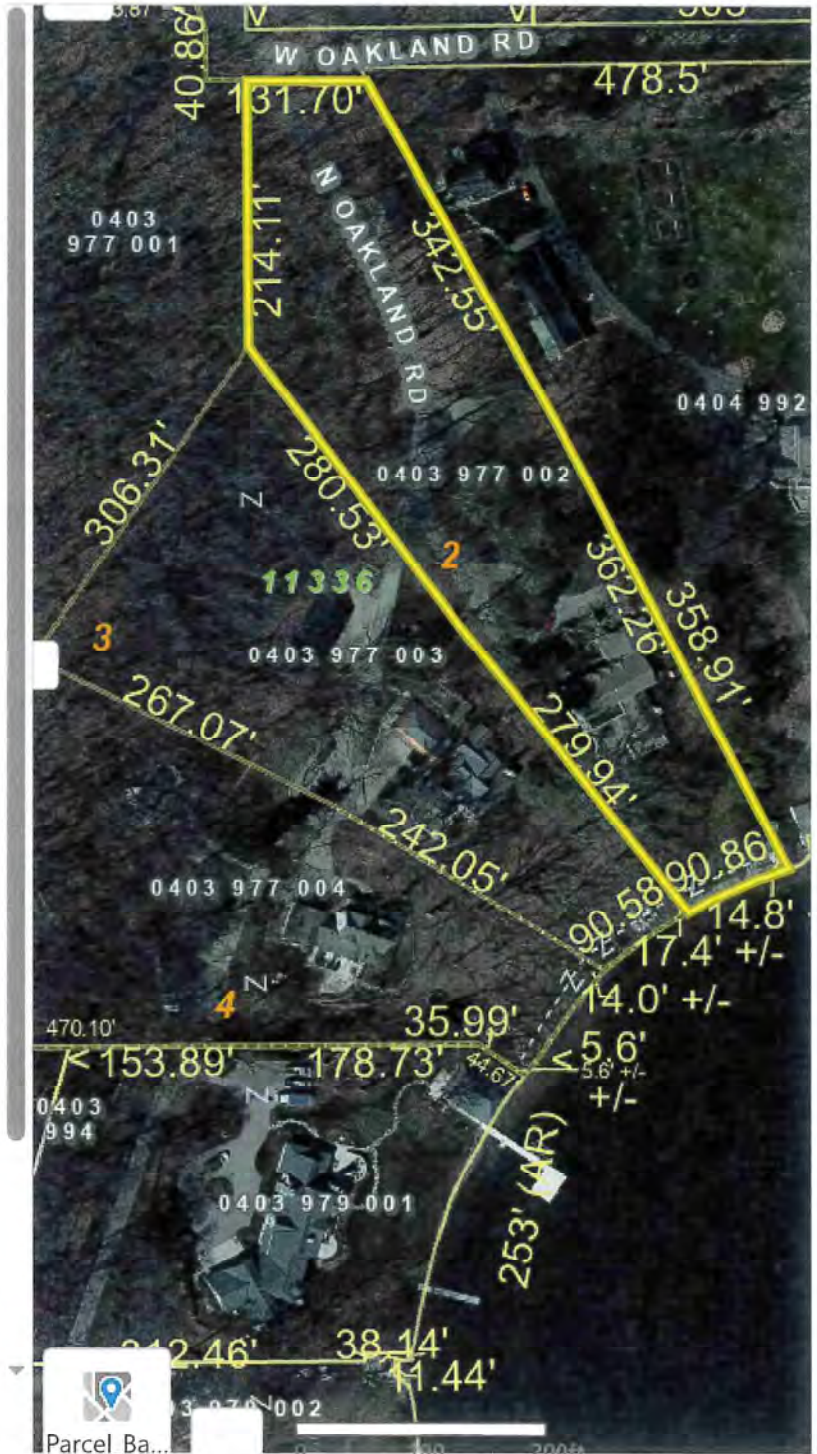 W OAKLAND RD
40.86'
131.70'
478.5'
N OAKLAND RD
0403
977 001
214.11'
342.55'
0404 992
306.31'
280.53'
0403 977 002
Z
2
11336
362.26'
358.91'
3
0403 977 003
267.07'
279.94'
242.05'
0403 977 004
90.58
90.86
Z
14.8'
17.4' +/-
Z
Z
4
14.0' +/-
470.10'
35.99'
< 153.89'
178.73'
44.67'
< 5.6'
5.6' +/-
+/-
0403
994
Z
253' (AR)
0403 979 001
38.14'
11.44'
002
200ft
Parcel Ba...